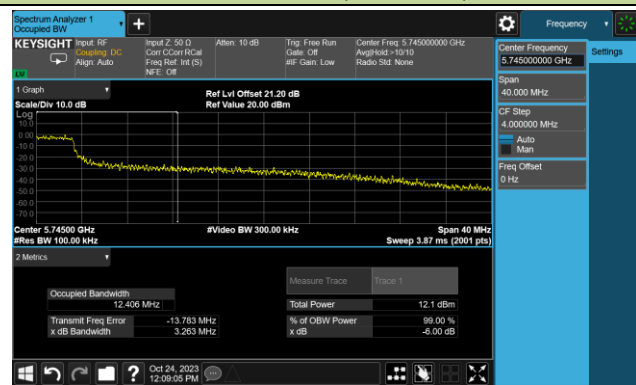 Spectrum Analyzer 1
Occupied BW
Frequency
KEYSIGHT
Input: RF
Coupling: DC
Align: Auto
Input Z: 50 Ω
Corr CCorr RCal
Freq Ref: Int (S)
NFE: Off
Atten: 10 dB
Trig: Free Run
Gate: Off
#IF Gain: Low
Center Freq: 5.745000000 GHz
Avg|Hold:>10/10
Radio Std: None
Center Frequency
5.745000000 GHz
Settings
Span
40.000 MHz
CF Step
4.000000 MHz
Auto
Man
Freq Offset
0 Hz
1 Graph
Scale/Div 10.0 dB
Ref Lvl Offset 21.20 dB
Ref Value 20.00 dBm
Log
10.0
0.00
-10.0
-20.0
-30.0
-40.0
-50.0
-60.0
-70.0
Center 5.74500 GHz
#Res BW 100.00 kHz
#Video BW 300.00 kHz
Span 40 MHz
Sweep 3.87 ms (2001 pts)
2 Metrics
Measure Trace
Trace 1
Occupied Bandwidth
12.406 MHz
Total Power
12.1 dBm
Transmit Freq Error
-13.783 MHz
% of OBW Power
99.00 %
x dB Bandwidth
3.263 MHz
x dB
-6.00 dB
?
Oct 24, 2023
12:09:05 PM